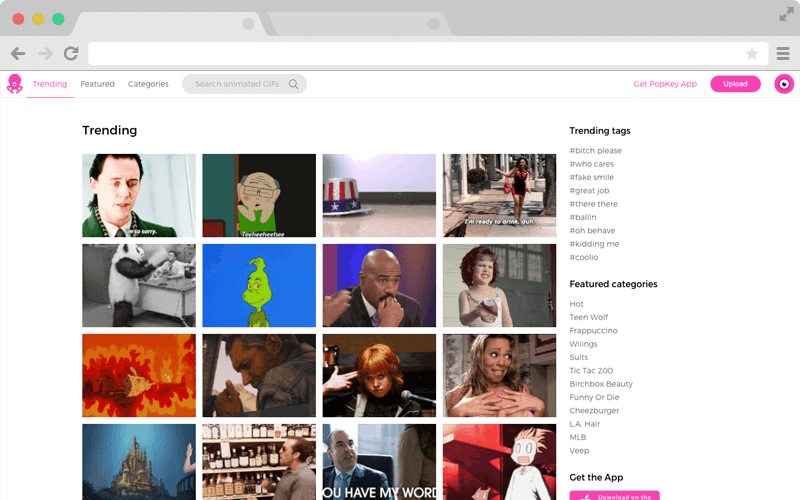 Trending
Featured
Categories
Search animated GIFs
Get PopKey App
Upload
Trending
I'm so sorry.
Teeheeheehee
I'm ready to drink, duh.
YOU HAVE MY WORD
Trending tags
#bitch please
#who cares
#fake smile
#great job
#there there
#ballin
#oh behave
#kidding me
#coolio
Featured categories
Hot
Teen Wolf
Frappuccino
Wiiings
Suits
Tic Tac 200
Birchbox Beauty
Funny Or Die
Cheezburger
L.A. Hair
MLB
Veep
Get the App
Download on the